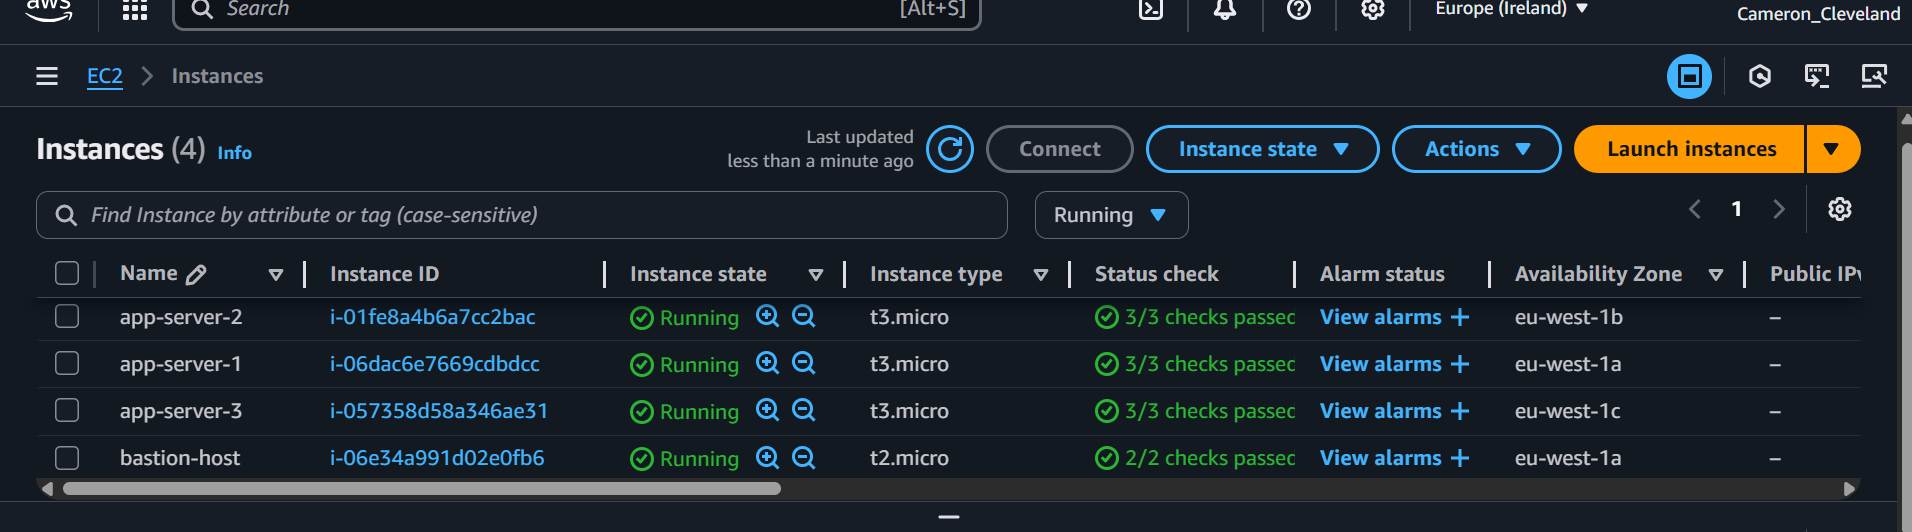 aws Search [Alt+S] Europe (Ireland) Cameron_Cleveland
EC2 Instances
Instances (4) Info Last updated less than a minute ago Connect Instance state Actions Launch instances
Find Instance by attribute or tag (case-sensitive) Running 1
Name Instance ID Instance state Instance type Status check Alarm status Availability Zone Public IPv
app-server-2 i-01fe8a4b6a7cc2bac Running t3.micro 3/3 checks passed View alarms + eu-west-1b –
app-server-1 i-06dac6e7669cdbdcc Running t3.micro 3/3 checks passed View alarms + eu-west-1a –
app-server-3 i-057358d58a346ae31 Running t3.micro 3/3 checks passed View alarms + eu-west-1c –
bastion-host i-06e34a991d02e0fb6 Running t2.micro 2/2 checks passed View alarms + eu-west-1a –